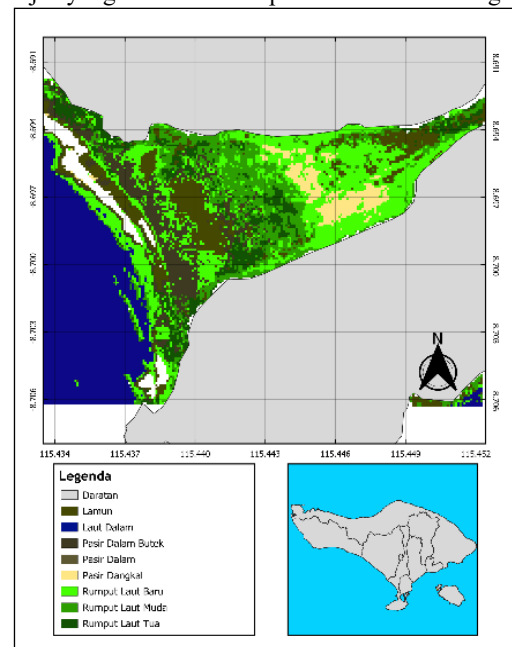 8.691 8.691
8.694 8.694
8.697 8.697
8.700 8.700
8.703 8.703
N
8.706 8.706
115.434 115.437 115.440 115.443 115.446 115.449 115.452
Legenda
Daratan
Lamun
Laut Dalam
Pasir Dalam Butek
Pasir Dalam
Pasir Dangkal
Rumput Laut Baru
Rumput Laut Muda
Rumput Laut Tua